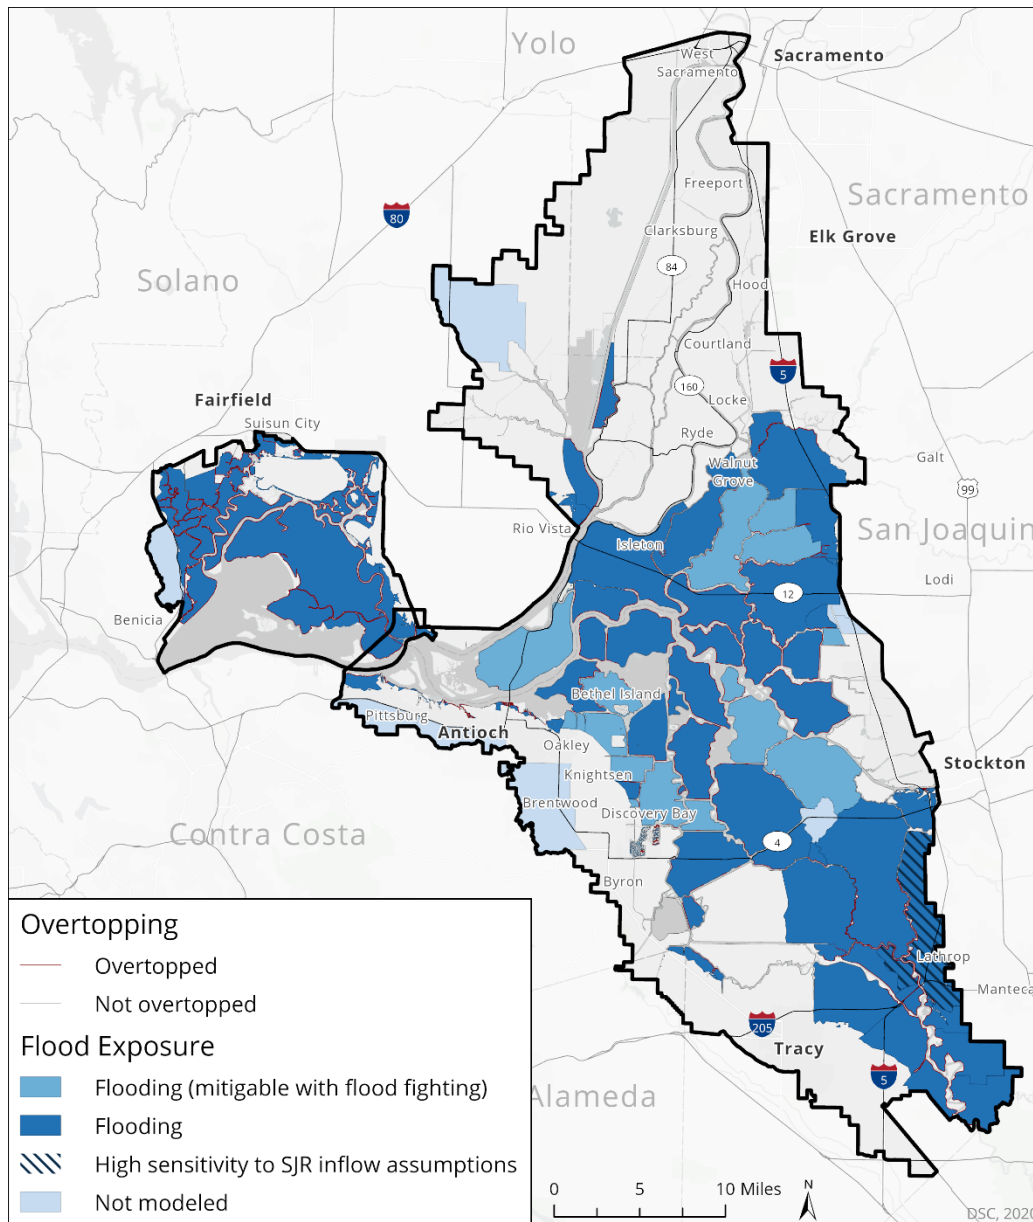 Yolo
West
Sacramento
Sacramento
Freeport
Sacramento
80
Clarksburg
Elk Grove
84
Solano
Hood
Courtland
5
160
Fairfield
Locke
Suisun City
Ryde
Galt
Walnut
Grove
99
Rio Vista
San Joaquin
Isleton
Lodi
12
Benicia
Bethel Island
Pittsburg
Antioch
Oakley
Stockton
Knightsen
Brentwood
Discovery Bay
Contra Costa
4
Byron
Lathrop
Manteca
205
Tracy
5
Alameda
Overtopping
Overtopped
Not overtopped
Flood Exposure
Flooding (mitigable with flood fighting)
Flooding
High sensitivity to SJR inflow assumptions
Not modeled
0 5 10 Miles
N